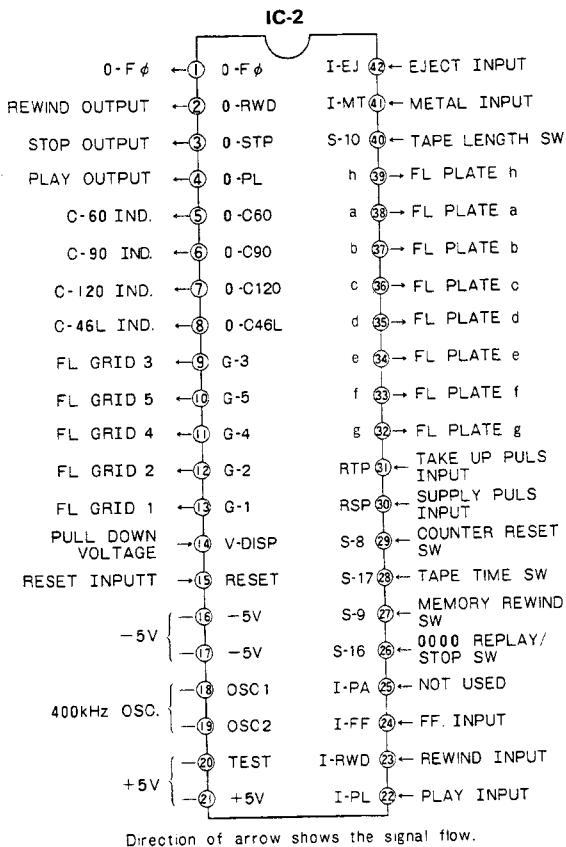 IC-2
0-Fφ ① 0-Fφ I-EJ ㊷ EJECT INPUT
REWIND OUTPUT ② 0-RWD I-MT ㊶ METAL INPUT
STOP OUTPUT ③ 0-STP S-10 ㊵ TAPE LENGTH SW
PLAY OUTPUT ④ 0-PL h ㊴ FL PLATE h
C-60 IND. ⑤ 0-C60 a ㊳ FL PLATE a
C-90 IND. ⑥ 0-C90 b ㊲ FL PLATE b
C-120 IND. ⑦ 0-C120 c ㊱ FL PLATE c
C-46L IND. ⑧ 0-C46L d ㉟ FL PLATE d
FL GRID 3 ⑨ G-3 e ㉞ FL PLATE e
FL GRID 5 ⑩ G-5 f ㉝ FL PLATE f
FL GRID 4 ⑪ G-4 g ㉜ FL PLATE g
FL GRID 2 ⑫ G-2 RTP ㉛ TAKE UP PULS
INPUT
FL GRID 1 ⑬ G-1 RSP ㉚ SUPPLY PULS
INPUT
PULL DOWN
VOLTAGE ⑭ V-DISP S-8 ㉙ COUNTER RESET
SW
RESET INPUTT ⑮ RESET S-17 ㉘ TAPE TIME SW
-5V ⑯ -5V S-9 ㉗ MEMORY REWIND
SW
⑰ -5V S-16 ㉖ 0000 REPLAY/
STOP SW
400kHz OSC. ⑱ OSC1 I-PA ㉕ NOT USED
⑲ OSC2 I-FF ㉔ FF. INPUT
+5V ⑳ TEST I-RWD ㉓ REWIND INPUT
㉑ +5V I-PL ㉒ PLAY INPUT
Direction of arrow shows the signal flow.